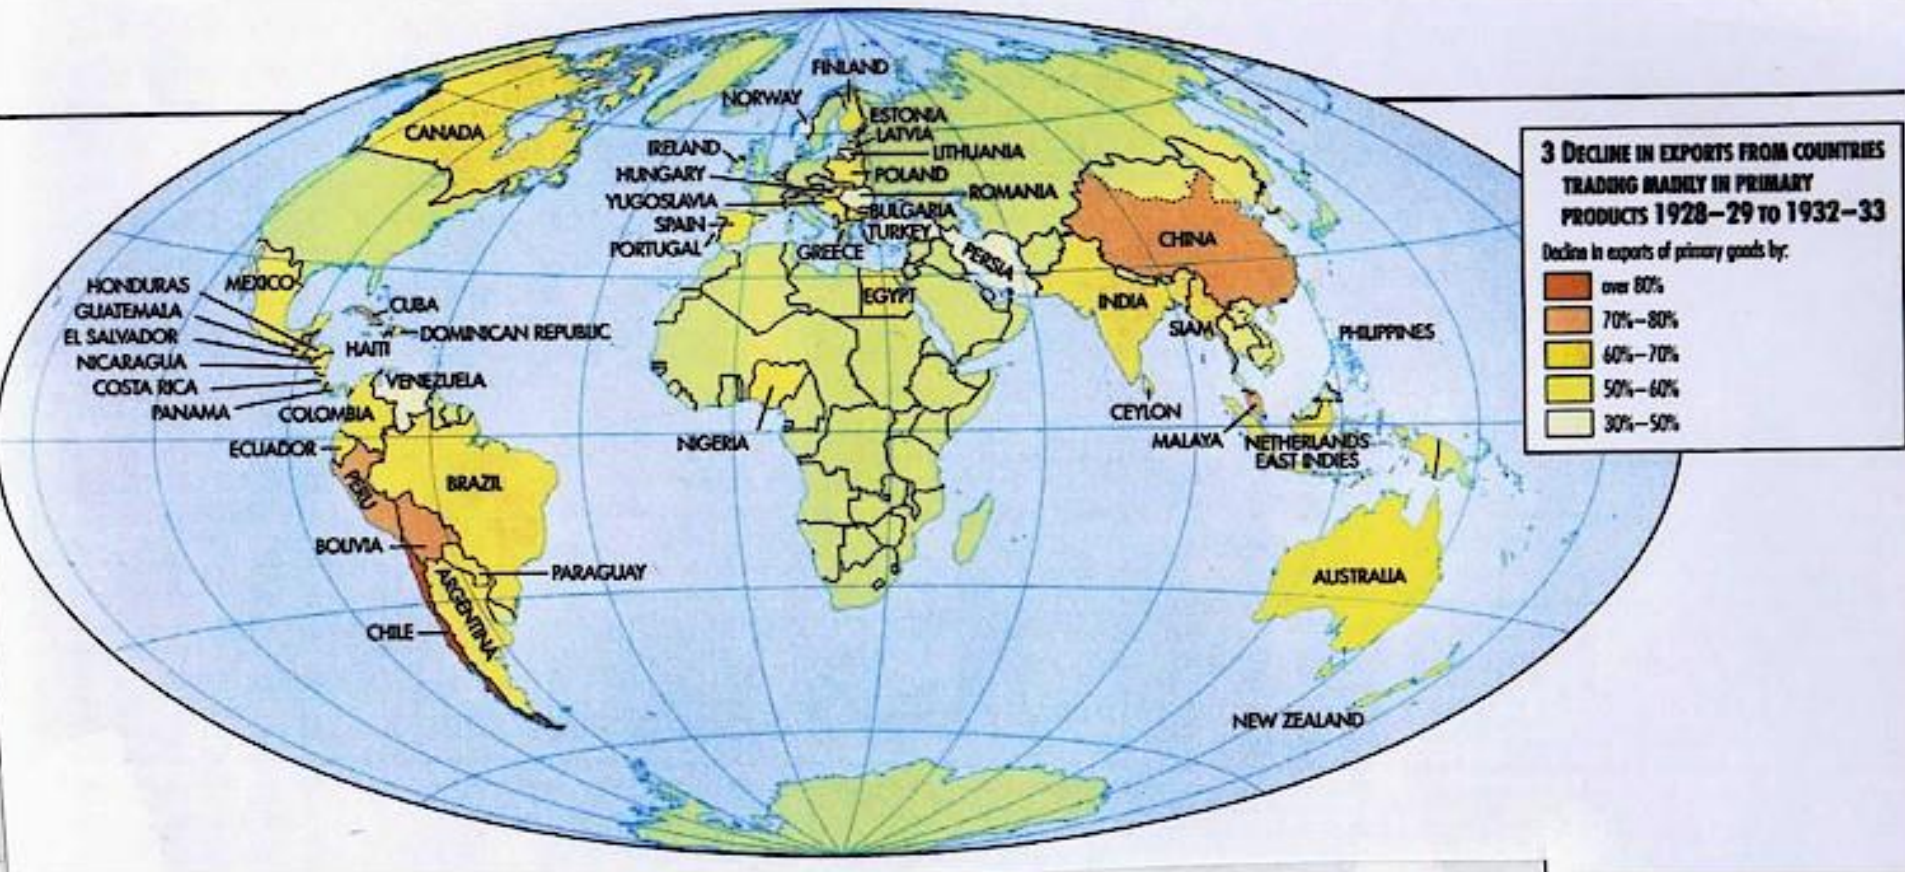 FINLAND
NORWAY
ESTONIA
CANADA
LATVIA
IRELAND
LITHUANIA
HUNGARY
POLAND
YUGOSLAVIA
ROMANIA
SPAIN
BULGARIA
PORTUGAL
TURKEY
GREECE
PERSIA
CHINA
HONDURAS
MEXICO
GUATEMALA
CUBA
EGYPT
INDIA
EL SALVADOR
DOMINICAN REPUBLIC
SIAM
PHILIPPINES
NICARAGUA
HAITI
COSTA RICA
VENEZUELA
PANAMA
COLOMBIA
CEYLON
ECUADOR
NIGERIA
MALAYA
NETHERLANDS
EAST INDIES
PERU
BRAZIL
BOLIVIA
PARAGUAY
ARGENTINA
AUSTRALIA
CHILE
NEW ZEALAND
3 DECLINE IN EXPORTS FROM COUNTRIES
TRADING MAINLY IN PRIMARY
PRODUCTS 1928–29 TO 1932–33
Decline in exports of primary goods by:
over 80%
70%–80%
60%–70%
50%–60%
30%–50%